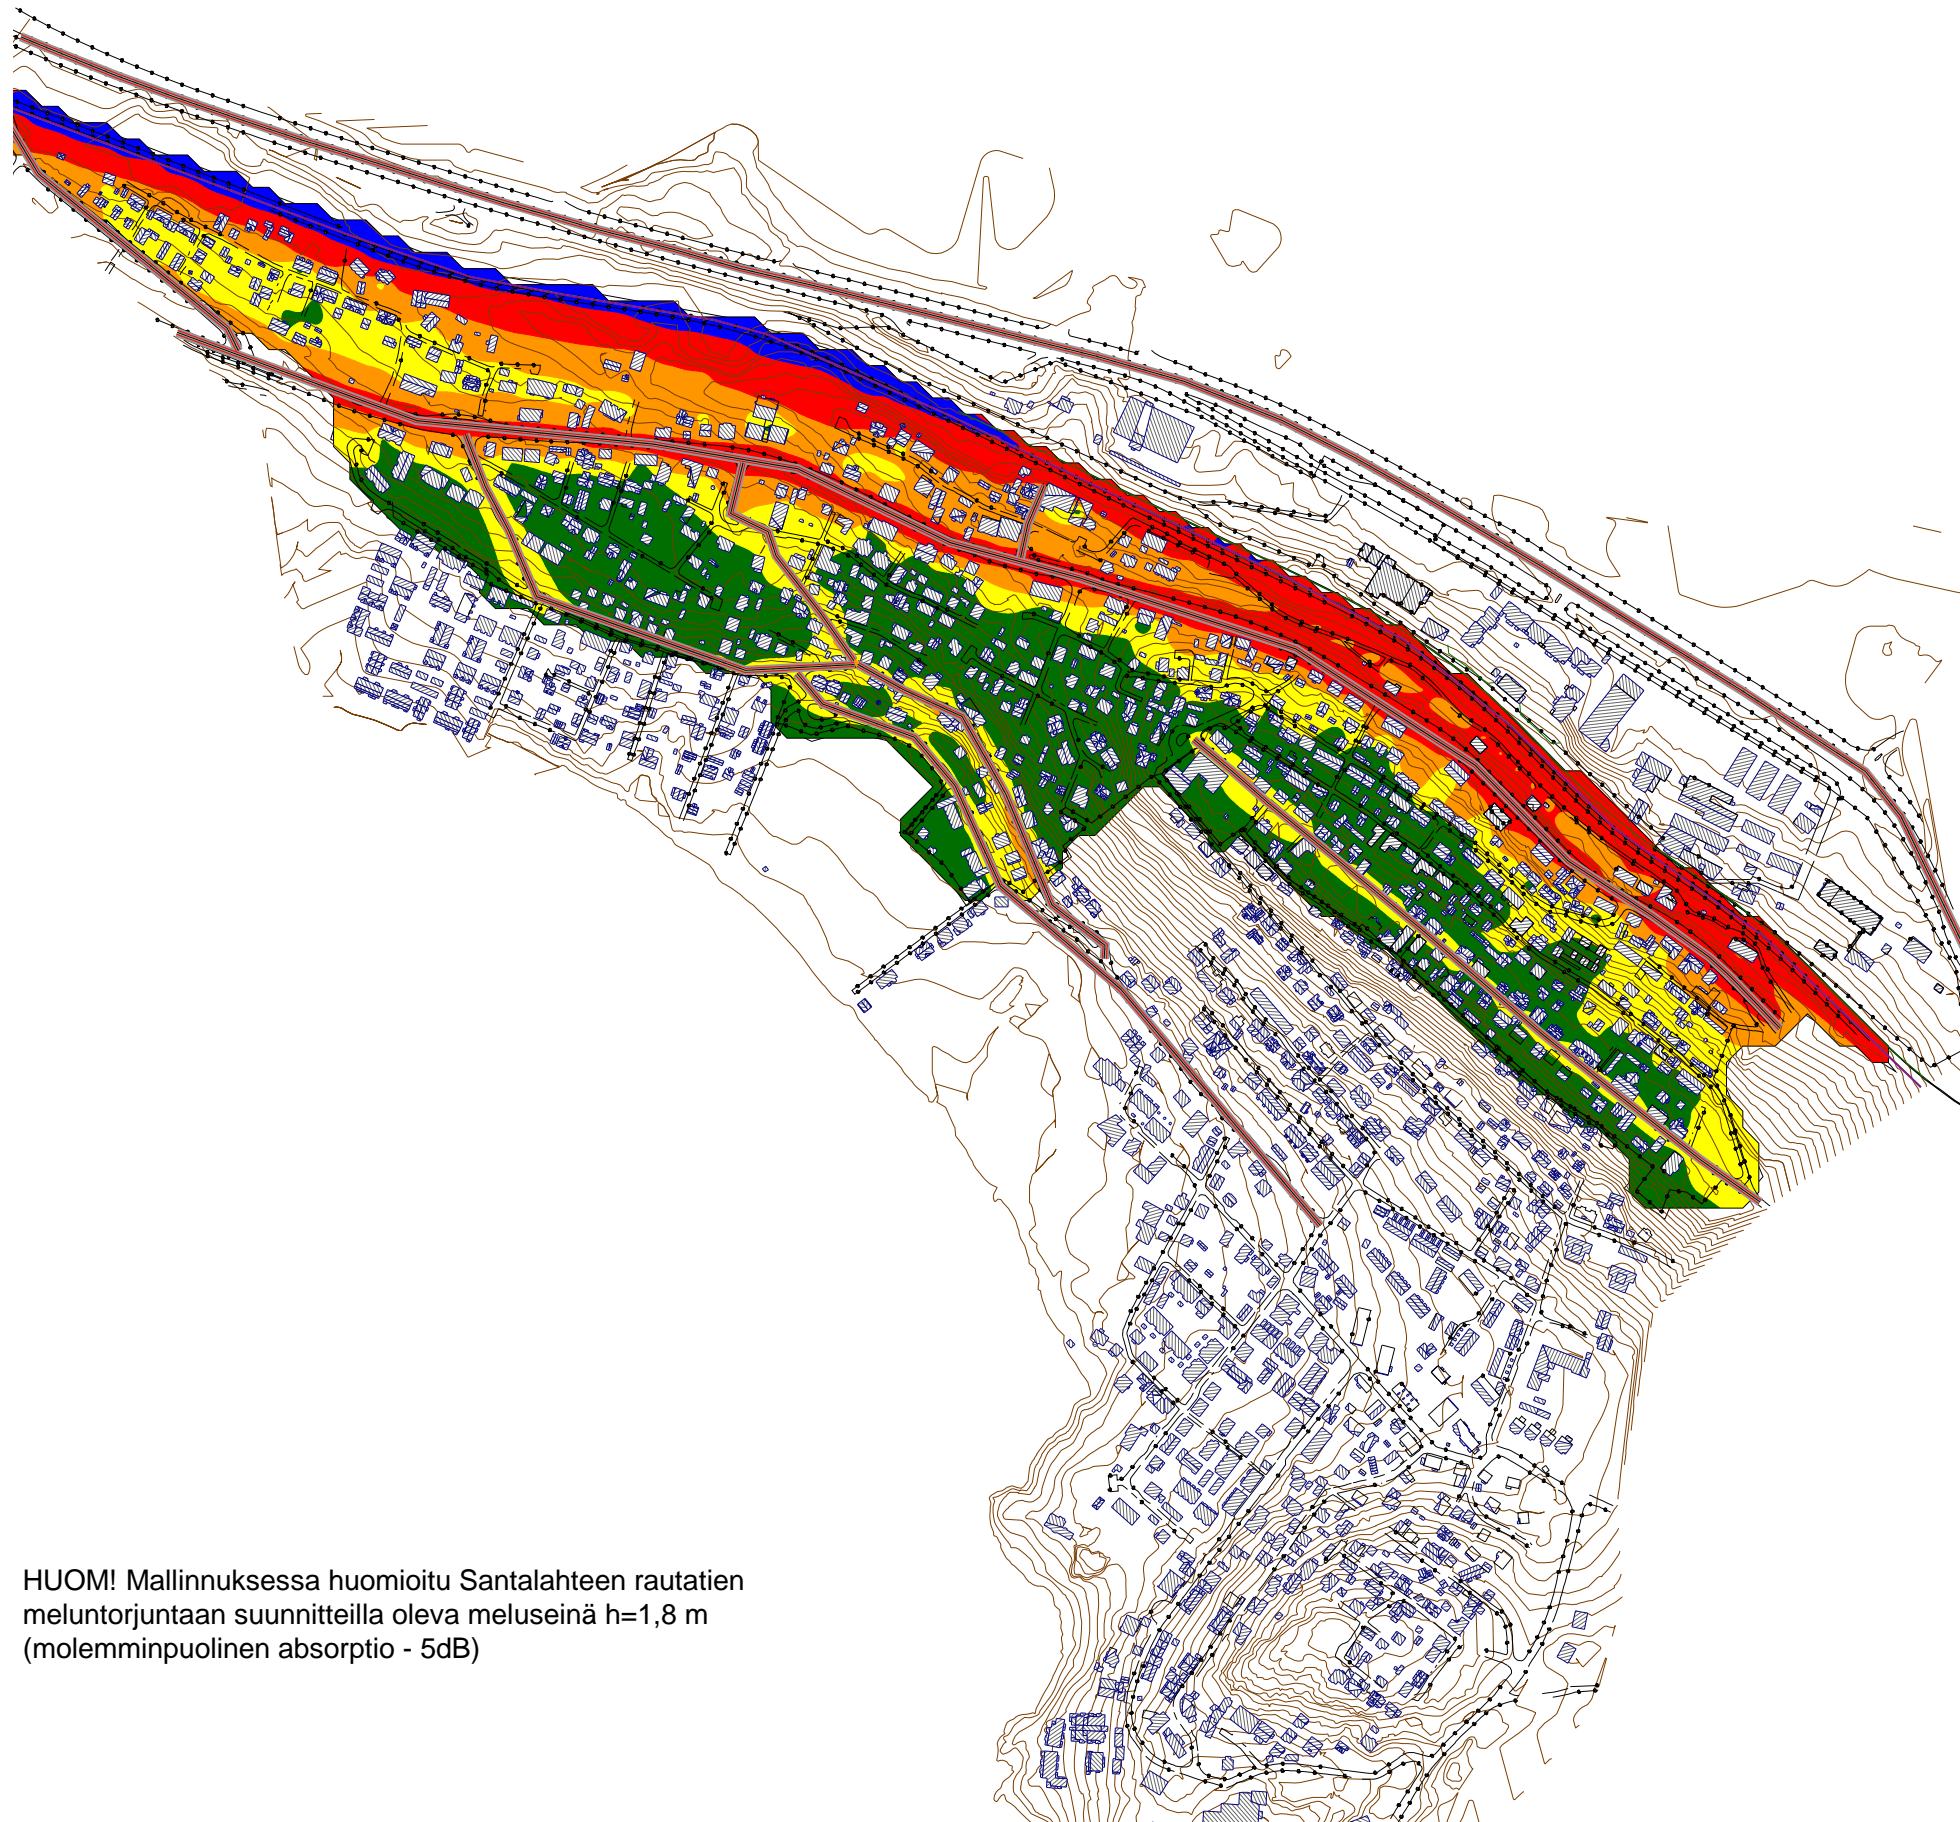 HUOM! Mallinnuksessa huomioitu Santalahteen rautatien
meluntorjuntaan suunnitteilla oleva meluseinä h=1,8 m
(molemminpuolinen absorptio - 5dB)